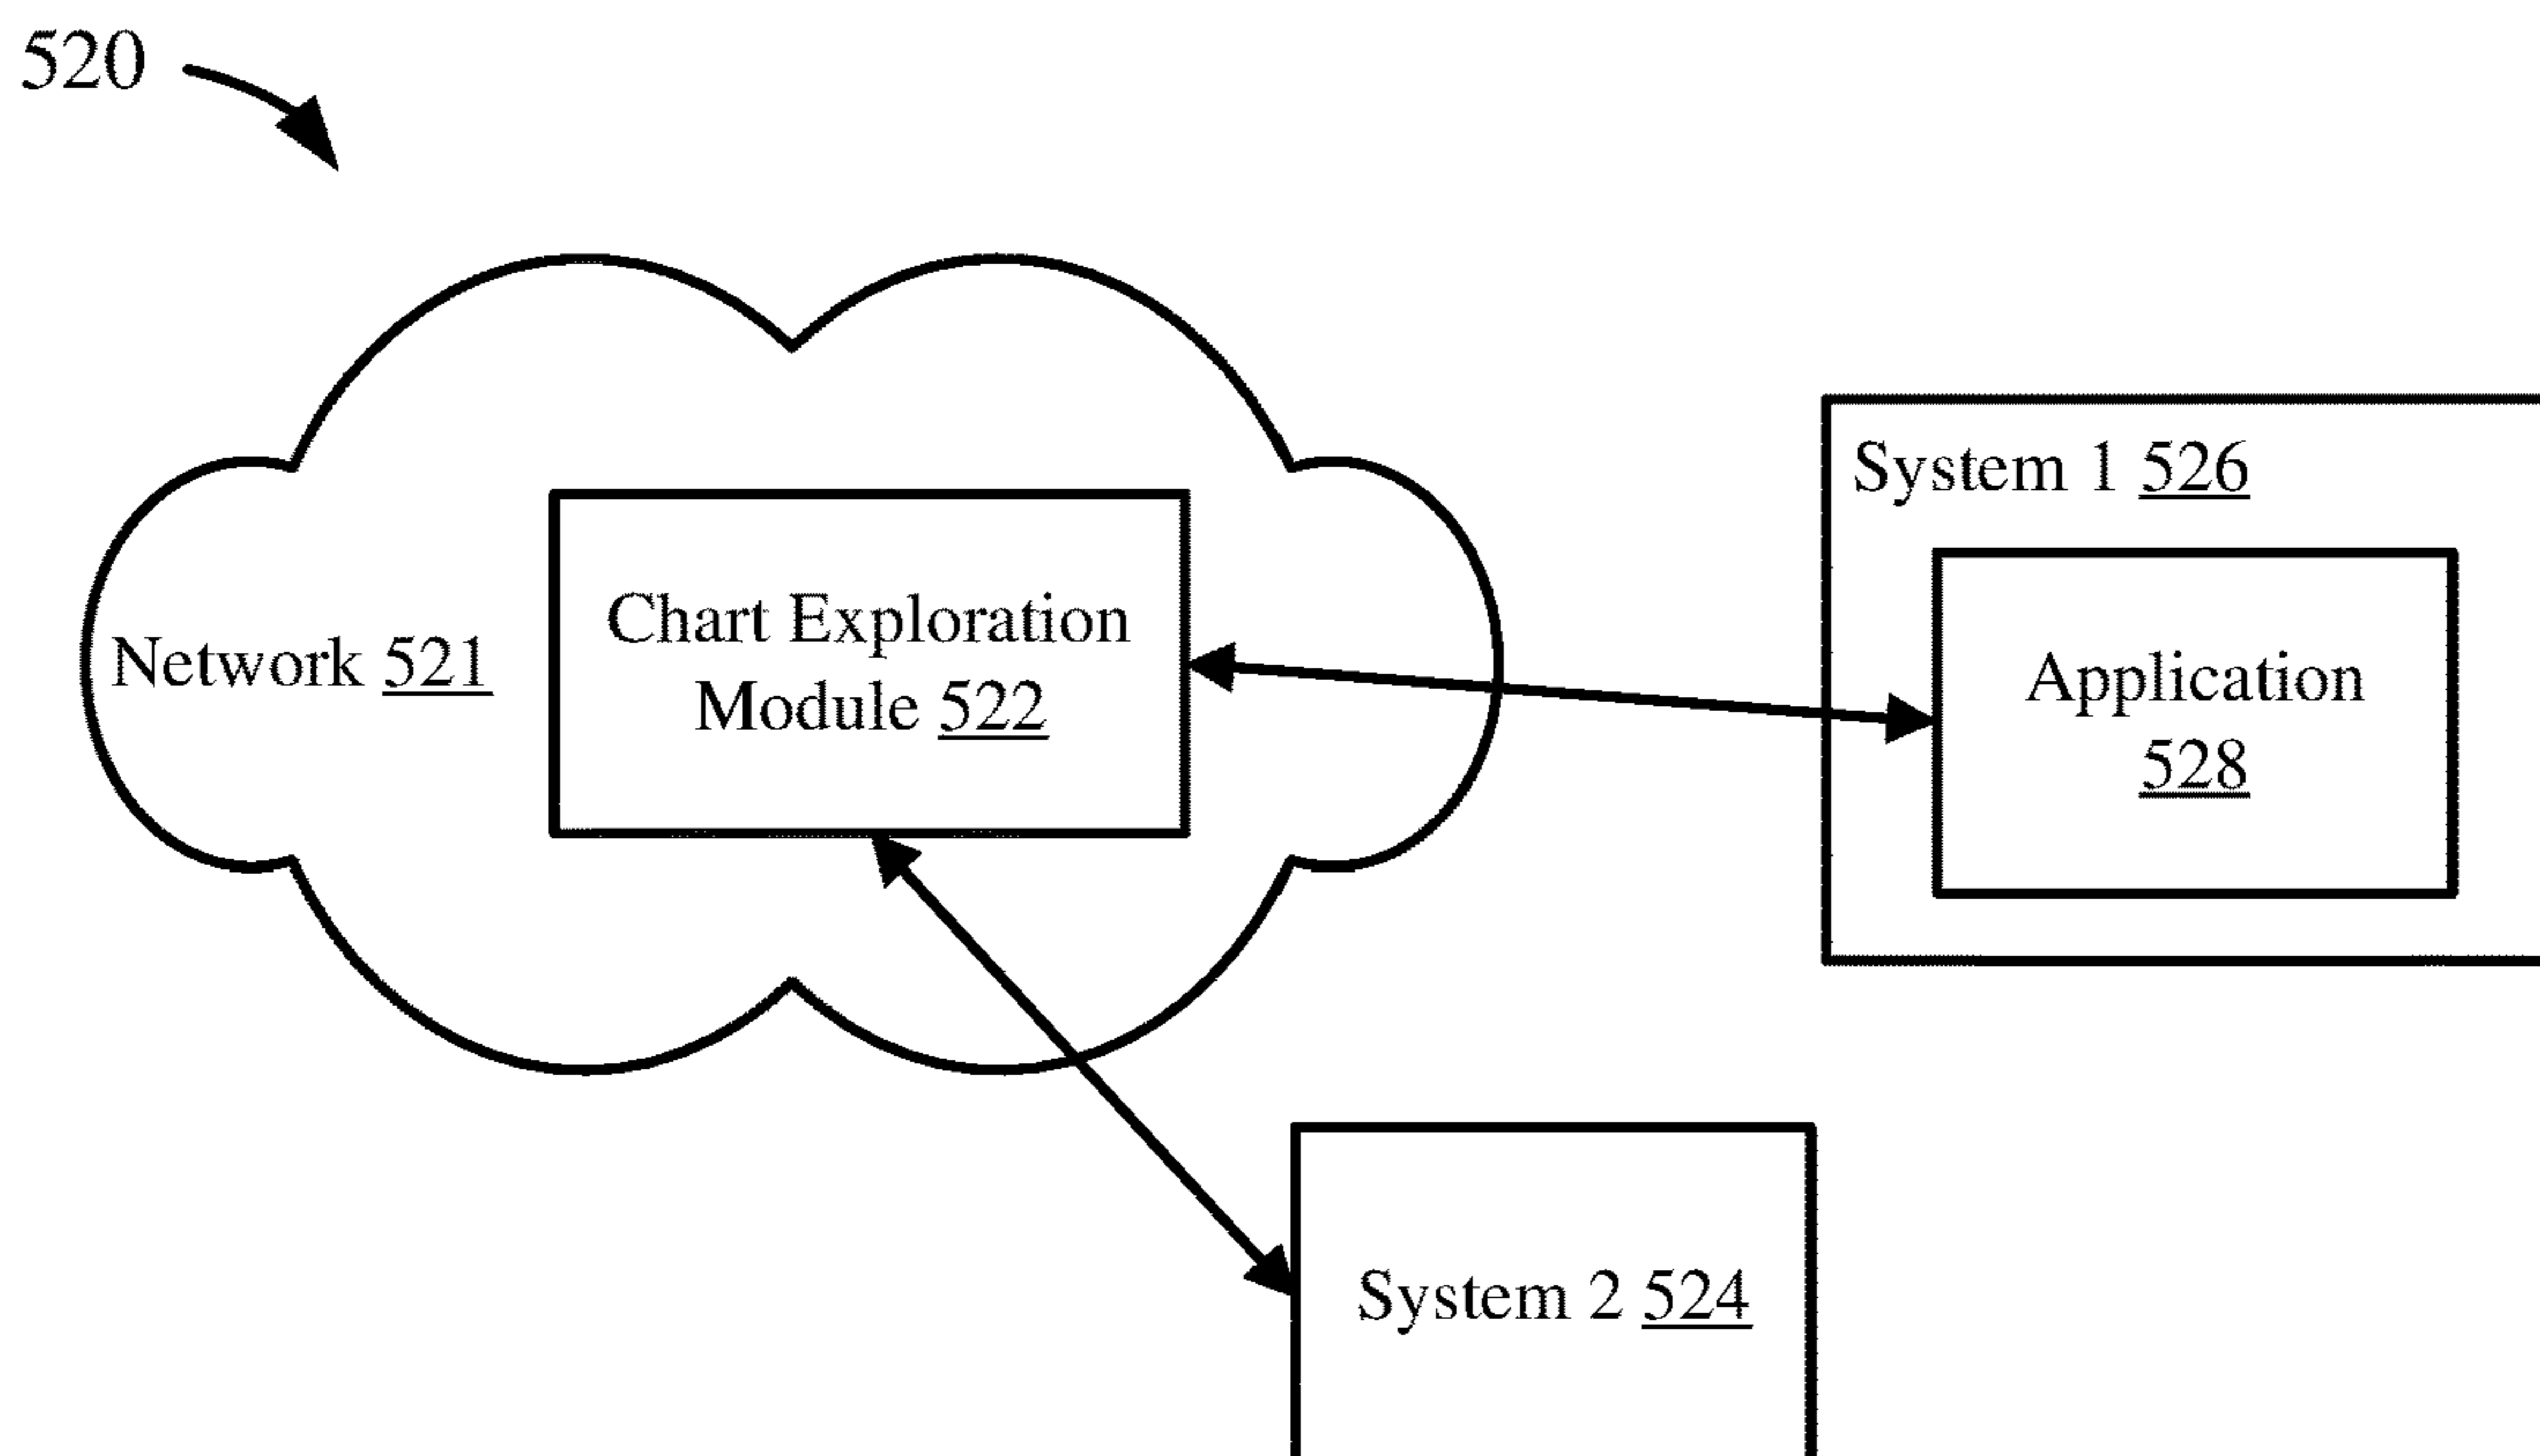 520
System 1 526
Chart Exploration
Module 522
Network 521
Application
528
System 2 524